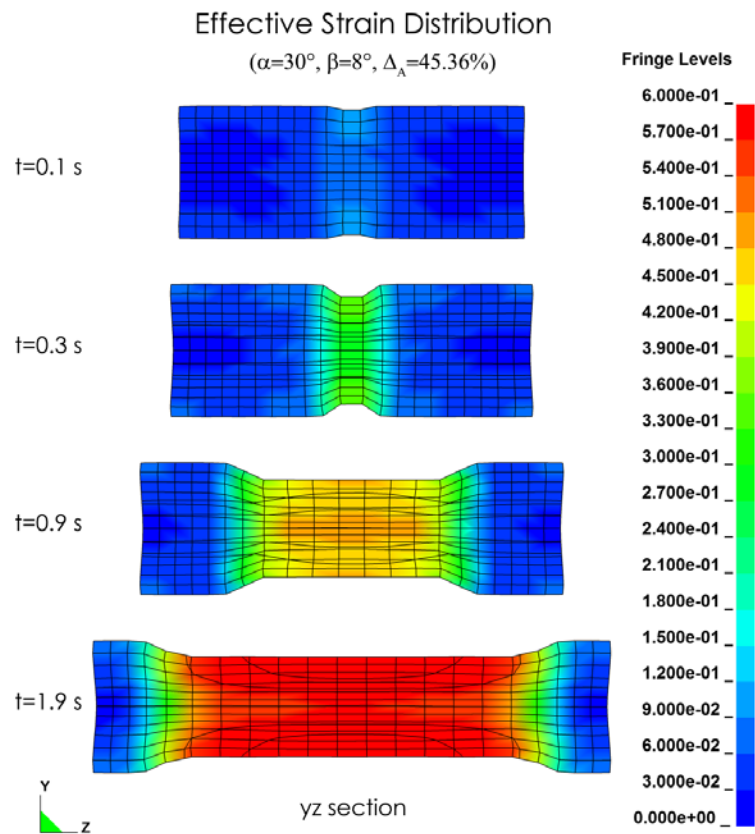 Effective Strain Distribution
(α=30°, β=8°, Δ_A=45.36%)
Fringe Levels
6.000e-01 _
5.700e-01 _
5.400e-01 _
5.100e-01 _
4.800e-01 _
4.500e-01 _
4.200e-01 _
3.900e-01 _
3.600e-01 _
3.300e-01 _
3.000e-01 _
2.700e-01 _
2.400e-01 _
2.100e-01 _
1.800e-01 _
1.500e-01 _
1.200e-01 _
9.000e-02 _
6.000e-02 _
3.000e-02 _
0.000e+00 _
t=0.1 s
t=0.3 s
t=0.9 s
t=1.9 s
Y
Z
yz section